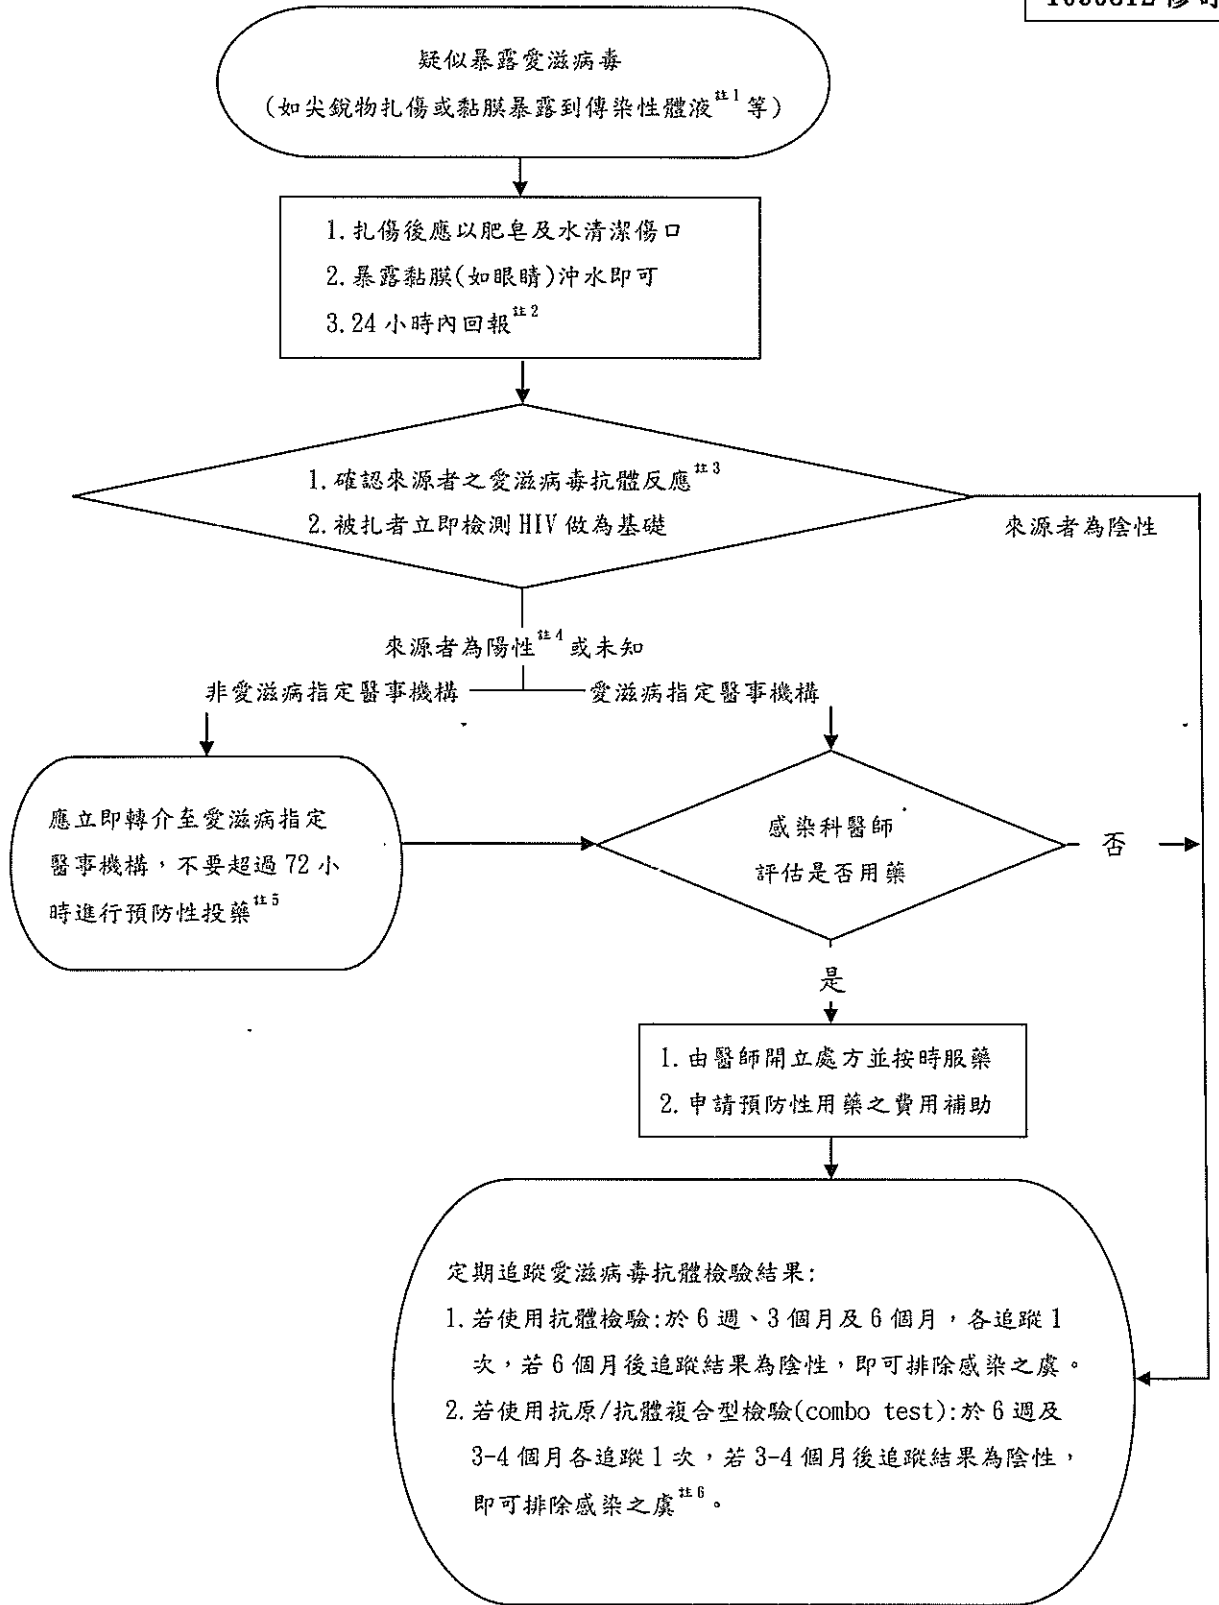 疑似暴露愛滋病毒
(如尖銳物扎傷或黏膜暴露到傳染性體液註1等)
1.扎傷後應以肥皂及水清潔傷口
2.暴露黏膜(如眼睛)沖水即可
3.24小時內回報註2
1.確認來源者之愛滋病毒抗體反應註3
2.被扎者立即檢測HIV做為基礎
來源者為陰性
來源者為陽性註4或未知
非愛滋病指定醫事機構
愛滋病指定醫事機構
應立即轉介至愛滋病指定
醫事機構,不要超過72小
時進行預防性投藥註5
感染科醫師
評估是否用藥
否
是
1.由醫師開立處方並按時服藥
2.申請預防性用藥之費用補助
定期追蹤愛滋病毒抗體檢驗結果:
1.若使用抗體檢驗:於6週、3個月及6個月,各追蹤1
次,若6個月後追蹤結果為陰性,即可排除感染之虞。
2.若使用抗原/抗體複合型檢驗(combo test):於6週及
3-4個月各追蹤1次,若3-4個月後追蹤結果為陰性,
即可排除感染之虞註6。